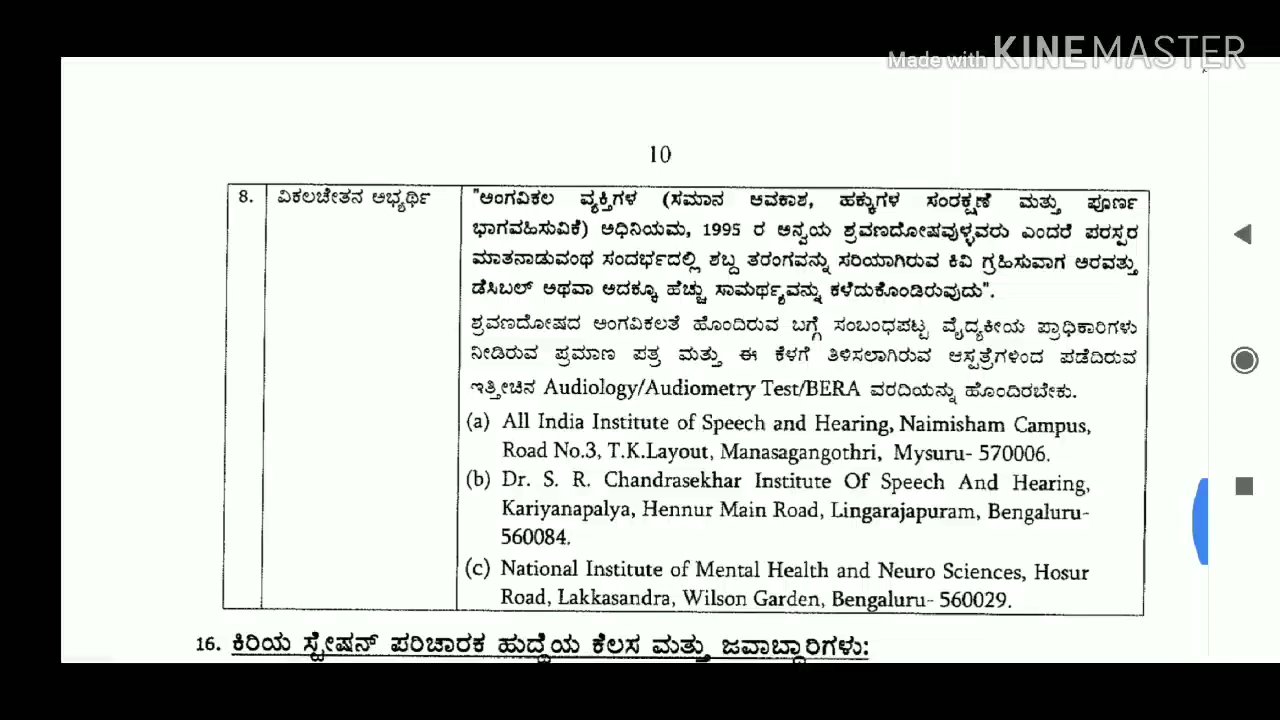 Made with KINEMASTER
10
8. ವಿಕಲಚೇತನ ಅಭ್ಯರ್ಥಿ "ಅಂಗವಿಕಲ ವ್ಯಕ್ತಿಗಳ (ಸಮಾನ ಅವಕಾಶ, ಹಕ್ಕುಗಳ ಸಂರಕ್ಷಣೆ ಮತ್ತು ಪೂರ್ಣ
ಭಾಗವಹಿಸುವಿಕೆ) ಅಧಿನಿಯಮ, 1995 ರ ಅನ್ವಯ ಶ್ರವಣದೋಷವುಳ್ಳವರು ಎಂದರೆ ಪರಸ್ಪರ
ಮಾತನಾಡುವಂಥ ಸಂದರ್ಭದಲ್ಲಿ ಶಬ್ದ ತರಂಗವನ್ನು ಸರಿಯಾಗಿರುವ ಕಿವಿ ಗ್ರಹಿಸುವಾಗ ಅರವತ್ತು
ಡೆಸಿಬಲ್ ಅಥವಾ ಅದಕ್ಕೂ ಹೆಚ್ಚು ಸಾಮರ್ಥ್ಯವನ್ನು ಕಳೆದುಕೊಂಡಿರುವುದು".
ಶ್ರವಣದೋಷದ ಅಂಗವಿಕಲತೆ ಹೊಂದಿರುವ ಬಗ್ಗೆ ಸಂಬಂಧಪಟ್ಟ ವೈದ್ಯಕೀಯ ಪ್ರಾಧಿಕಾರಿಗಳು
ನೀಡಿರುವ ಪ್ರಮಾಣ ಪತ್ರ ಮತ್ತು ಈ ಕೆಳಗೆ ತಿಳಿಸಲಾಗಿರುವ ಆಸ್ಪತ್ರೆಗಳಿಂದ ಪಡೆದಿರುವ
ಇತ್ತೀಚಿನ Audiology/Audiometry Test/BERA ವರದಿಯನ್ನು ಹೊಂದಿರಬೇಕು.
(a) All India Institute of Speech and Hearing, Naimisham Campus,
Road No.3, T.K.Layout, Manasagangothri, Mysuru- 570006.
(b) Dr. S. R. Chandrasekhar Institute Of Speech And Hearing,
Kariyanapalya, Hennur Main Road, Lingarajapuram, Bengaluru-
560084.
(c) National Institute of Mental Health and Neuro Sciences, Hosur
Road, Lakkasandra, Wilson Garden, Bengaluru- 560029.
16. ಕಿರಿಯ ಸ್ಟೇಷನ್ ಪರಿಚಾರಕ ಹುದ್ದೆಯ ಕೆಲಸ ಮತ್ತು ಜವಾಬ್ದಾರಿಗಳು: